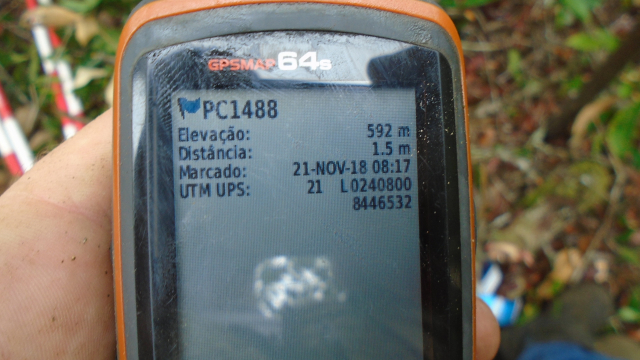 GPSMAP 64s
PC1488
Elevação: 592 m
Distância: 1.5 m
Marcado: 21-NOV-18 08:17
UTM UPS: 21 L 0240800
8446532